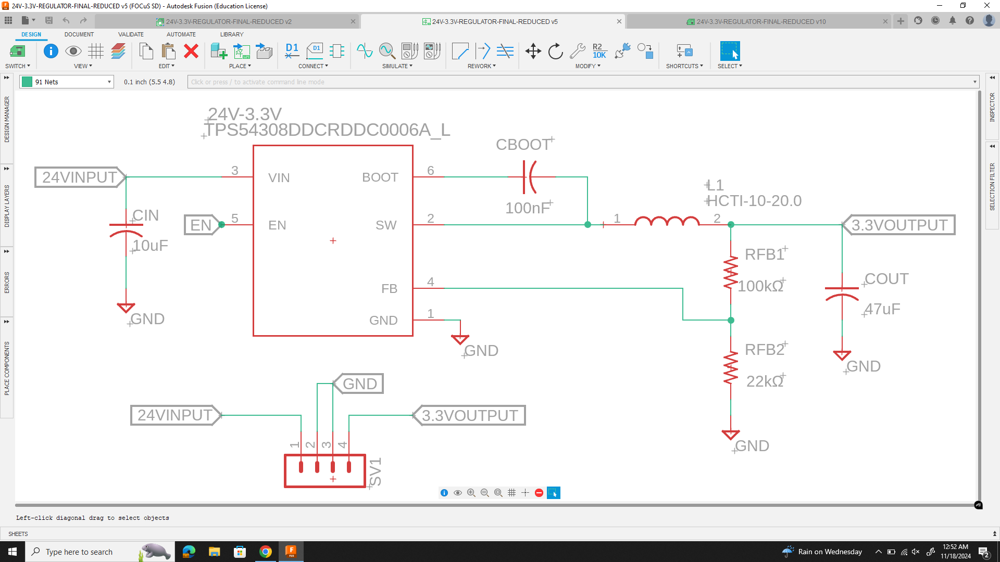 24V-3.3V-REGULATOR-FINAL-REDUCED v5 (FOCuS SD) - Autodesk Fusion (Education License)
24V-3.3V-REGULATOR-FINAL-REDUCED v2
24V-3.3V-REGULATOR-FINAL-REDUCED v5
24V-3.3V-REGULATOR-FINAL-REDUCED v10
DESIGN DOCUMENT VALIDATE AUTOMATE LIBRARY
D1 D1 R2 10K
SWITCH VIEW EDIT PLACE CONNECT SIMULATE REWORK MODIFY SHORTCUTS SELECT
91 Nets 0.1 inch (5.5 4.8) Click or press / to activate command line mode
DESIGN MANAGER
DISPLAY LAYERS
ERRORS
PLACE COMPONENTS
INSPECTOR
SELECTION FILTER
24V-3.3V
TPS54308DDCRDDC0006A_L
24VINPUT
3
VIN
BOOT
6
CBOOT
100nF
CIN
10uF
GND
EN
5
EN
SW
2
1
L1
HCTI-10-20.0
2
3.3VOUTPUT
FB
4
GND
1
GND
RFB1
100kΩ
RFB2
22kΩ
GND
COUT
47uF
GND
GND
24VINPUT
3.3VOUTPUT
1
2
3
4
SV1
Left-click diagonal drag to select objects
SHEETS
Type here to search
FUS
Rain on Wednesday
12:52 AM
11/18/2024
2